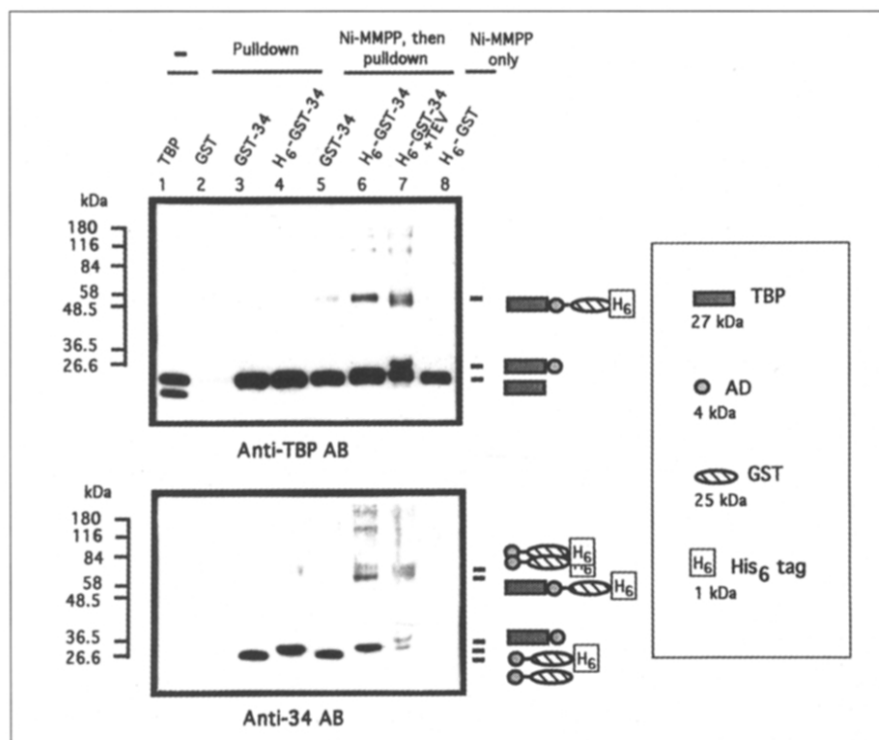 - Pulldown Ni-MMPP, then pulldown Ni-MMPP only
TBP GST GST-34 H6-GST-34 GST-34 H6-GST-34 H6-GST-34 +TEV H6-GST
1 2 3 4 5 6 7 8
kDa
180
116
84
58
48.5
36.5
26.6
H6
Anti-TBP AB
kDa
180
116
84
58
48.5
36.5
26.6
H6
H6
H6
H6
Anti-34 AB
TBP
27 kDa
AD
4 kDa
GST
25 kDa
H6 His6 tag
1 kDa